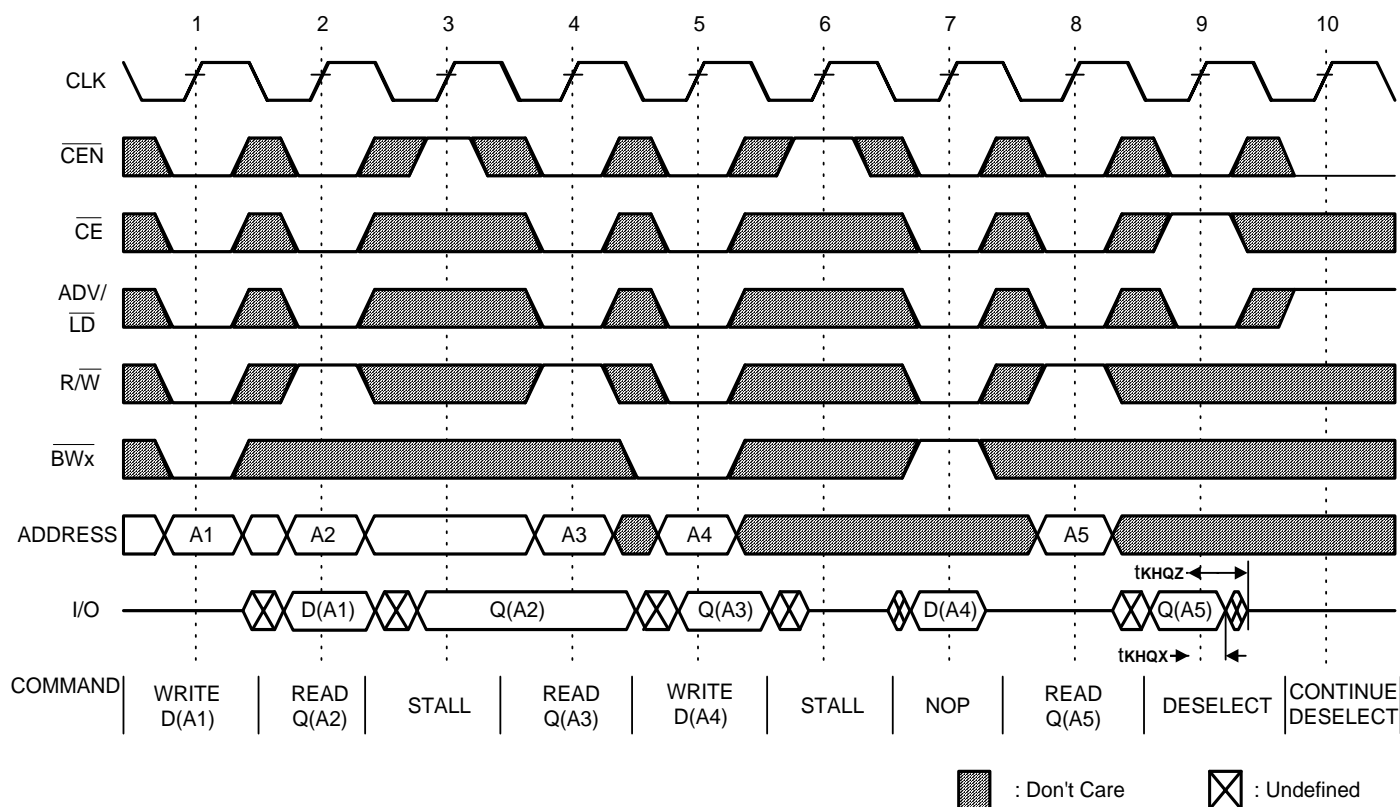 1 2 3 4 5 6 7 8 9 10
CLK
CEN
CE
ADV/
LD
R/W
BWx
ADDRESS A1 A2 A3 A4 A5
tKHQZ
I/O D(A1) Q(A2) Q(A3) D(A4) Q(A5)
tKHQX
COMMAND
WRITE D(A1)
READ Q(A2)
STALL
READ Q(A3)
WRITE D(A4)
STALL
NOP
READ Q(A5)
DESELECT
CONTINUE DESELECT
: Don't Care : Undefined